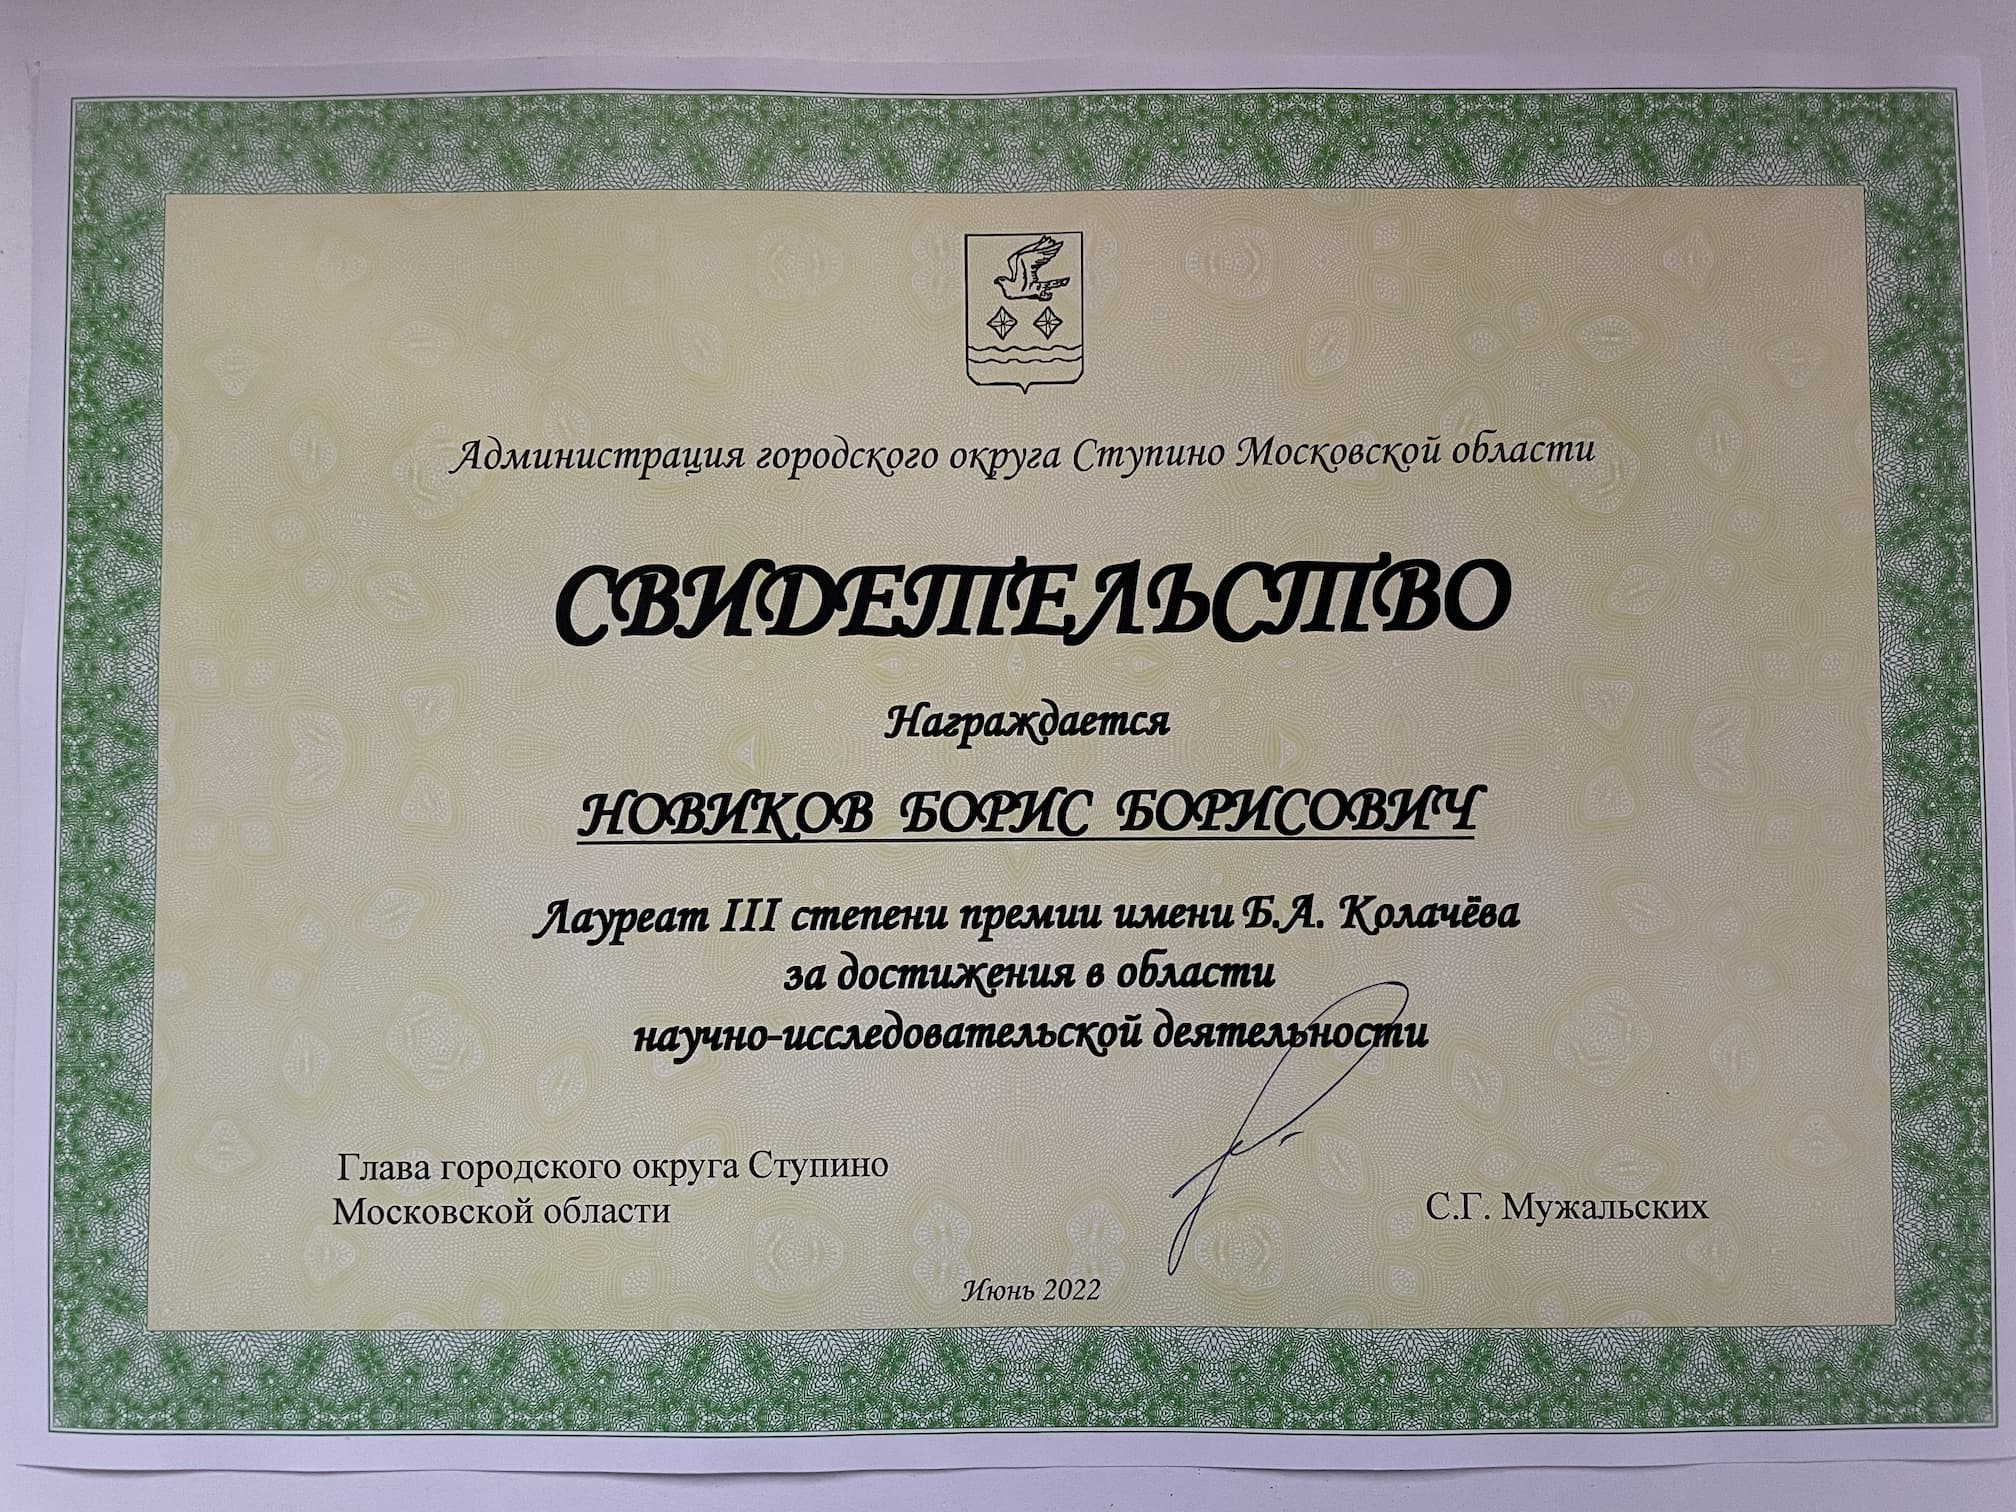 Администрация городского округа Ступино Московской области
СВИДЕТЕЛЬСТВО
Награждается
НОВИКОВ БОРИС БОРИСОВИЧ
Лауреат III степени премии имени Б.А. Колачёва
за достижения в области
научно-исследовательской деятельности
Глава городского округа Ступино
Московской области
С.Г. Мужальских
Июнь 2022